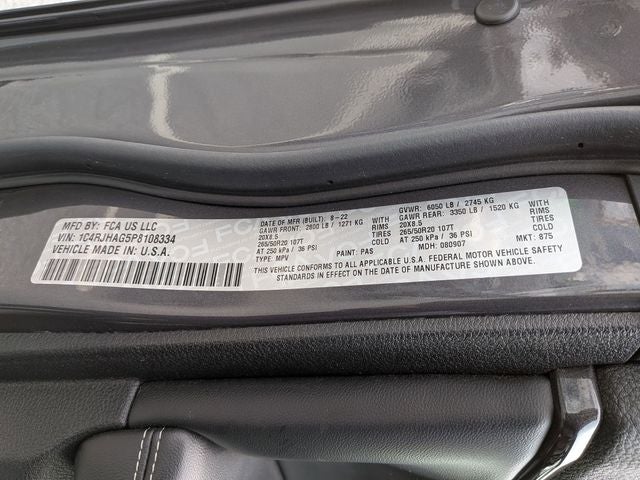 MFD BY: FCA US LLC
VIN: 1C4RJHAG5P8108334
VEHICLE MADE IN: U.S.A.
DATE OF MFR (BUILT): 8-22
GAWR FRONT: 2800 LB / 1271 KG WITH
20X8.5 RIMS
265/50R20 107T TIRES
AT 250 kPa / 36 PSI COLD
TYPE: MPV PAINT: PAS
GVWR: 6050 LB / 2745 KG
GAWR REAR: 3350 LB / 1520 KG WITH
20X8.5 RIMS
265/50R20 107T TIRES
AT 250 kPa / 36 PSI COLD
MDH: 080907 MKT: 875
THIS VEHICLE CONFORMS TO ALL APPLICABLE U.S.A. FEDERAL MOTOR VEHICLE SAFETY
STANDARDS IN EFFECT ON THE DATE OF MANUFACTURE SHOWN ABOVE.